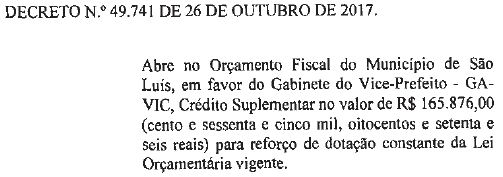 DECRETO N.º 49.741 DE 26 DE OUTUBRO DE 2017.
Abre no Orçamento Fiscal do Município de São
Luís, em favor do Gabinete do Vice-Prefeito - GA-
VIC, Crédito Suplementar no valor de R$ 165.876,00
(cento e sessenta e cinco mil, oitocentos e setenta e
seis reais) para reforço de dotação constante da Lei
Orçamentária vigente.